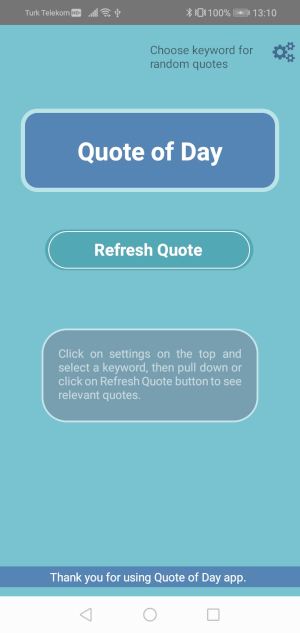 Turk Telekom HD 100% 13:10
Choose keyword for
random quotes
Quote of Day
Refresh Quote
Click on settings on the top and
select a keyword, then pull down or
click on Refresh Quote button to see
relevant quotes.
Thank you for using Quote of Day app.